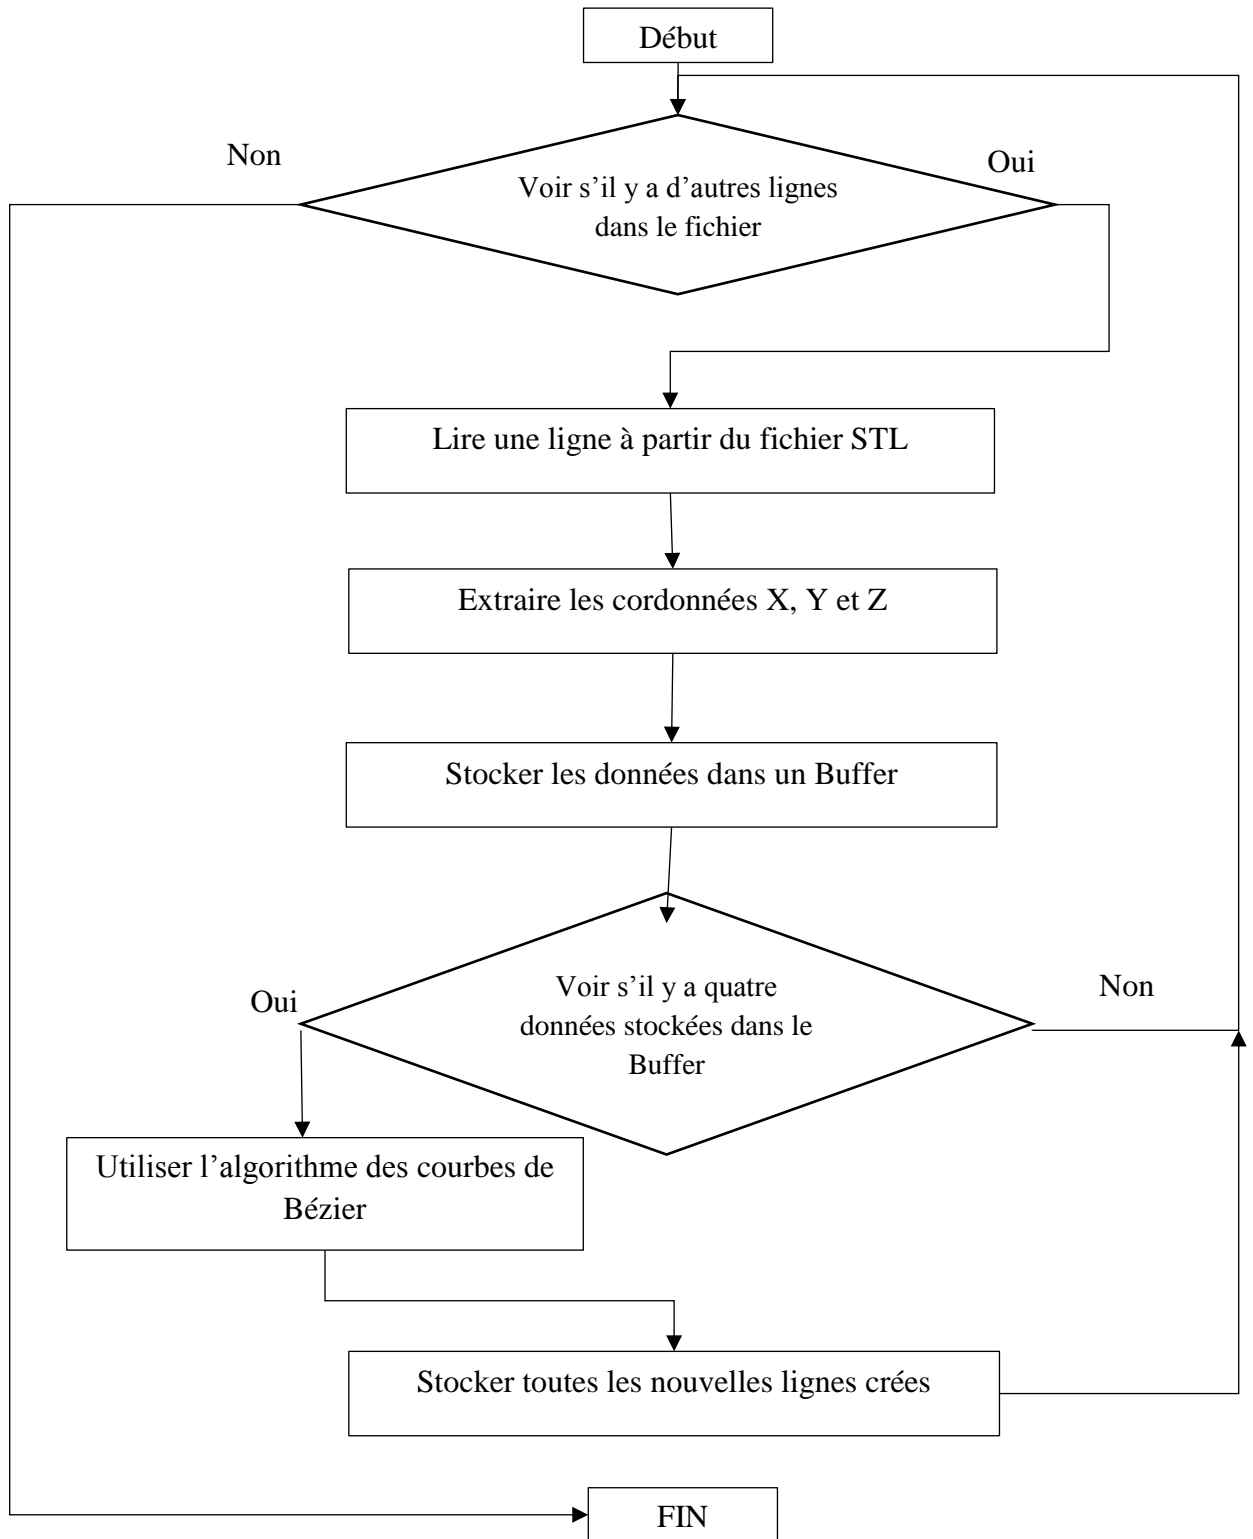 Début
Non
Oui
Voir s’il y a d’autres lignes
dans le fichier
Lire une ligne à partir du fichier STL
Extraire les cordonnées X, Y et Z
Stocker les données dans un Buffer
Oui
Voir s’il y a quatre
données stockées dans le
Buffer
Non
Utiliser l’algorithme des courbes de
Bézier
Stocker toutes les nouvelles lignes crées
FIN